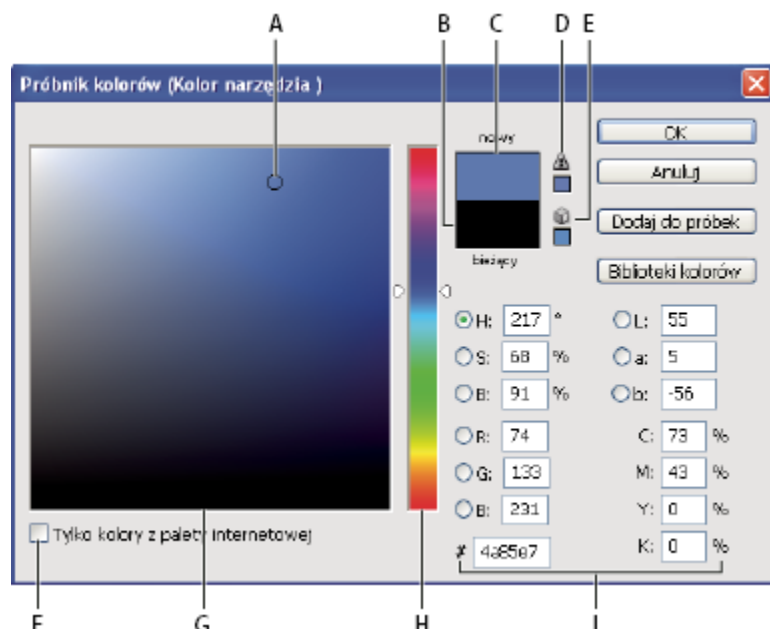 A B C D E
Próbnik kolorów (Kolor narzędzia )
nowy
bieżący
OK
Anuluj
Dodaj do próbek
Biblioteki kolorów
H: 217 °
S: 68 %
B: 91 %
R: 74
G: 133
B: 231
# 4a85e7
L: 55
a: 5
b: -56
C: 73 %
M: 43 %
Y: 0 %
K: 0 %
Tylko kolory z palety internetowej
F G H I